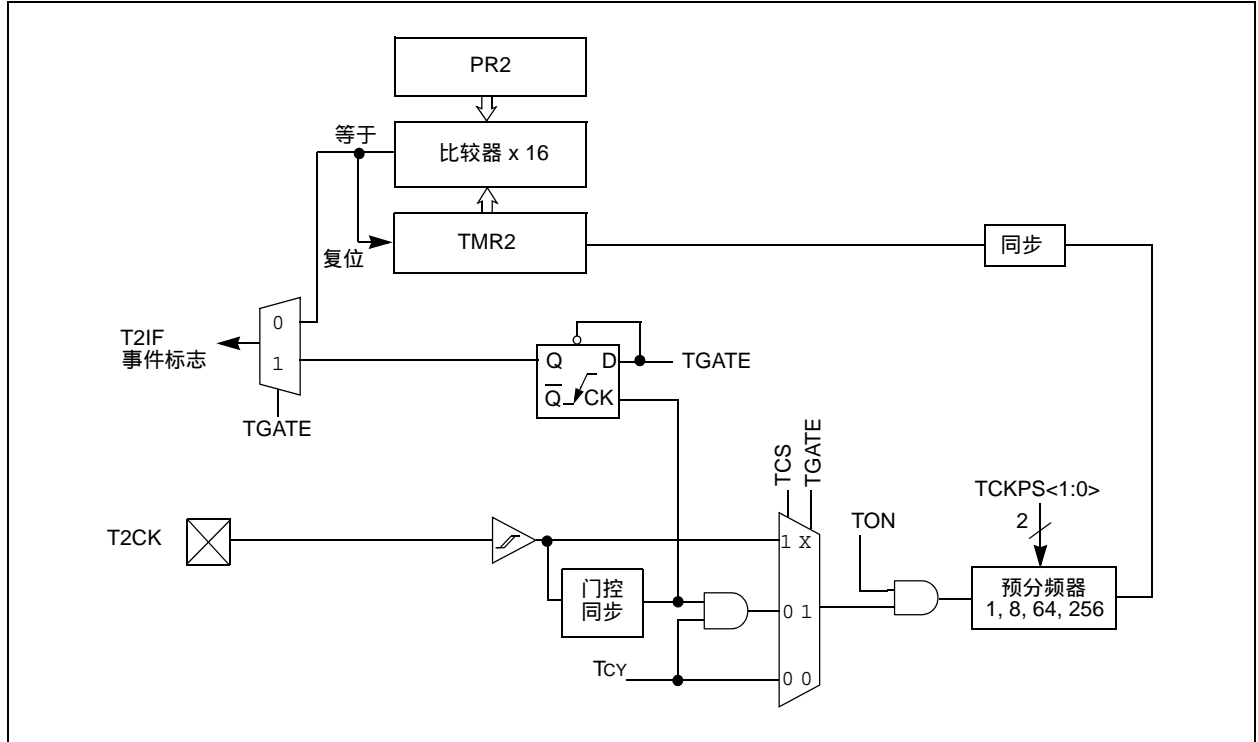 PR2
等于
比较器 x 16
复位
TMR2
同步
T2IF
事件标志
0
1
TGATE
Q
D
TGATE
Q
CK
TCS
TGATE
T2CK
1 X
门控
同步
0 1
TCY
0 0
TON
TCKPS<1:0>
2
预分频器
1, 8, 64, 256